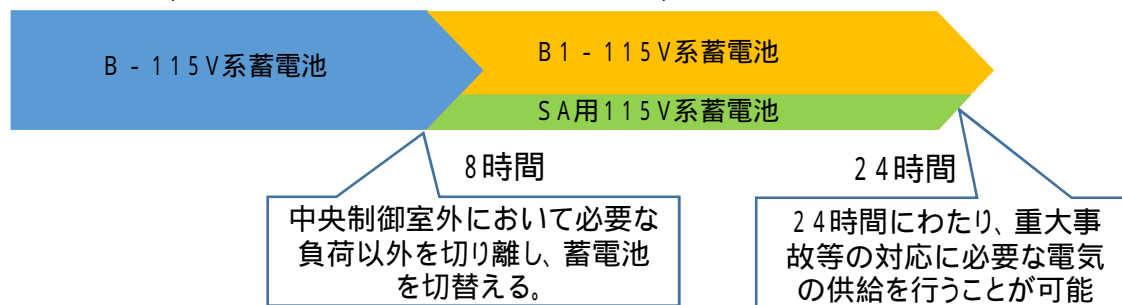 B-115V系蓄電池
B1-115V系蓄電池
SA用115V系蓄電池
8時間
24時間
中央制御室外において必要な
負荷以外を切り離し、蓄電池
を切替える。
24時間にわたり、重大事
故等の対応に必要な電気
の供給を行うことが可能